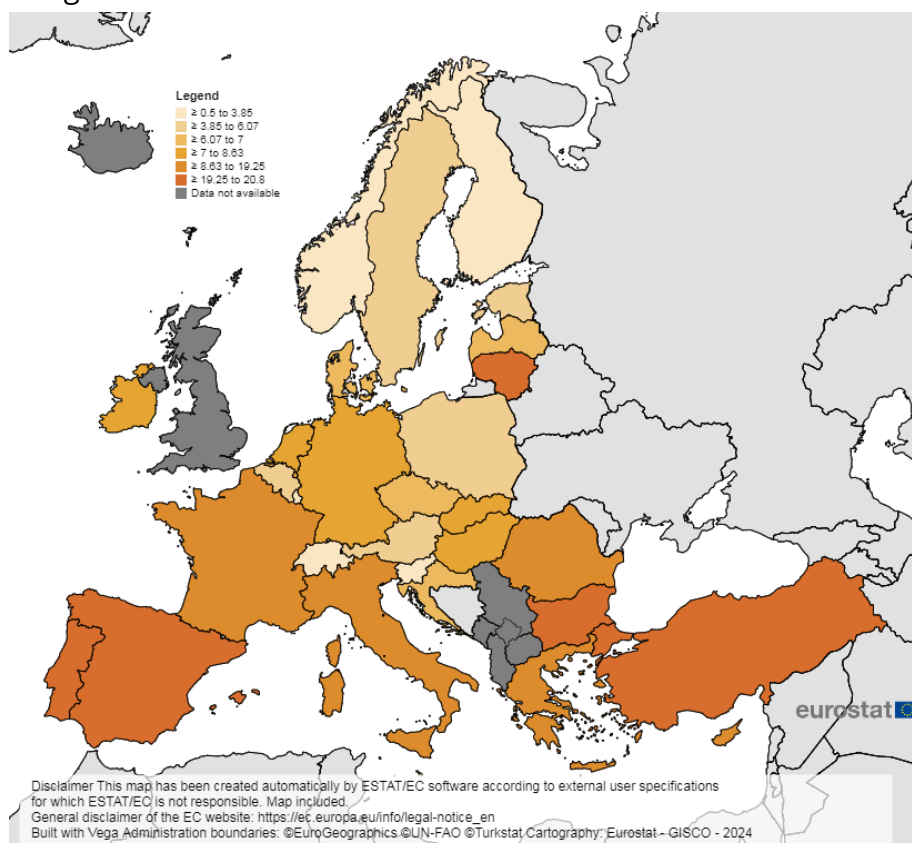 Legend
≥ 0.5 to 3.85
≥ 3.85 to 6.07
≥ 6.07 to 7
≥ 7 to 8.63
≥ 8.63 to 19.25
≥ 19.25 to 20.8
Data not available
eurostat
Disclaimer This map has been created automatically by ESTAT/EC software according to external user specifications
for which ESTAT/EC is not responsible. Map included.
General disclaimer of the EC website: https://ec.europa.eu/info/legal-notice_en
Built with Vega Administration boundaries: ©EuroGeographics ©UN-FAO ©Turkstat Cartography: Eurostat - GISCO - 2024